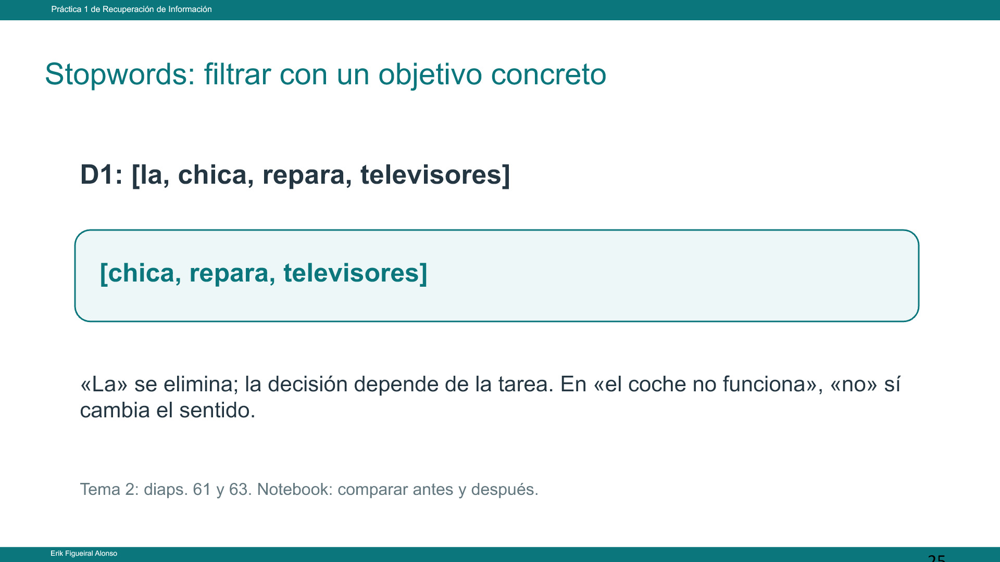 Práctica 1 de Recuperación de Información
Stopwords: filtrar con un objetivo concreto
D1: [la, chica, repara, televisores]
[chica, repara, televisores]
«La» se elimina; la decisión depende de la tarea. En «el coche no funciona», «no» sí
cambia el sentido.
Tema 2: diaps. 61 y 63. Notebook: comparar antes y después.
Erik Figueiral Alonso
25